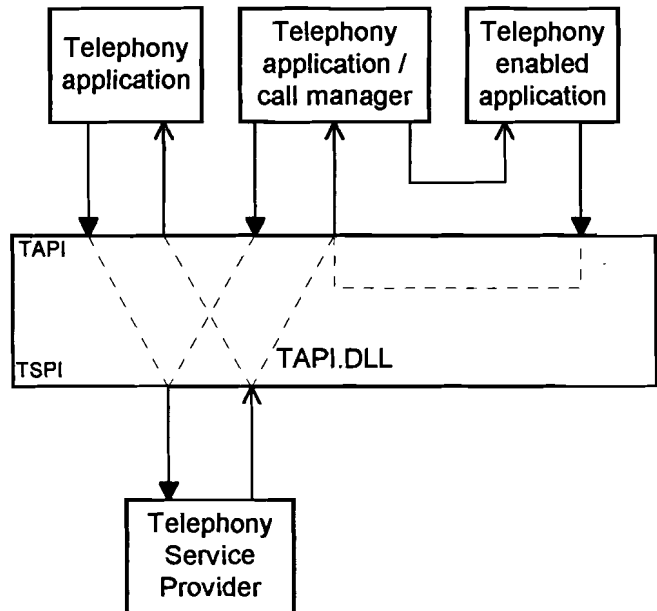 Telephony
application
Telephony
application /
call manager
Telephony
enabled
application
TAPI
TSPI
TAPI.DLL
Telephony
Service
Provider